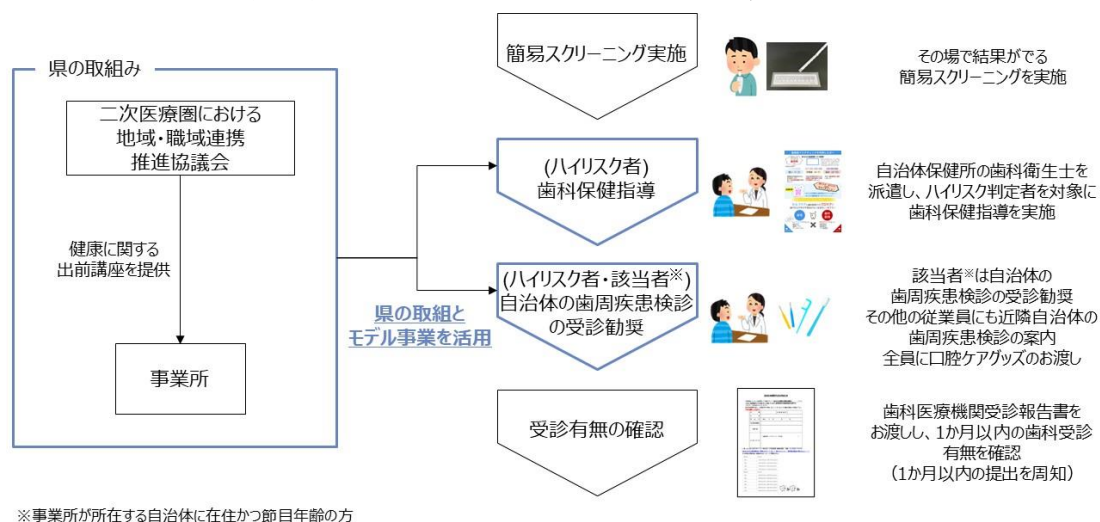 県の取組み
二次医療圏における
地域・職域連携
推進協議会
健康に関する
出前講座を提供
事業所
県の取組と
モデル事業を活用
簡易スクリーニング実施
その場で結果がでる
簡易スクリーニングを実施
(ハイリスク者)
歯科保健指導
自治体保健所の歯科衛生士を
派遣し、ハイリスク判定者を対象に
歯科保健指導を実施
(ハイリスク者・該当者※)
自治体の歯周疾患検診
の受診勧奨
該当者※は自治体の
歯周疾患検診の受診勧奨
その他の従業員にも近隣自治体の
歯周疾患検診の案内
全員に口腔ケアグッズのお渡し
受診有無の確認
歯科医療機関受診報告書を
お渡しし、1か月以内の歯科受診
有無を確認
（1か月以内の提出を周知）
※事業所が所在する自治体に在住かつ節目年齢の方